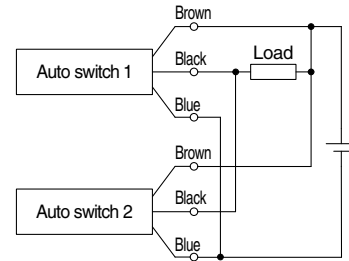 Brown
Black
Load
Auto switch 1
Blue
Brown
Black
Auto switch 2
Blue